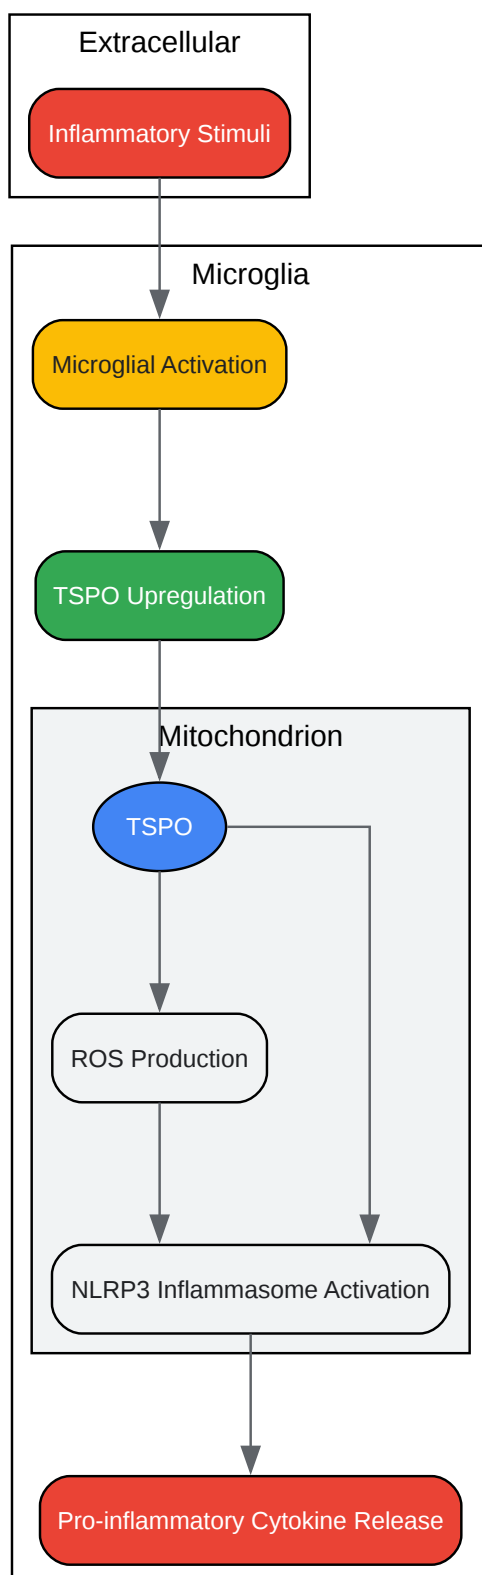 Extracellular
Inflammatory Stimuli
Microglia
Microglial Activation
TSPO Upregulation
Mitochondrion
TSPO
ROS Production
NLRP3 Inflammasome Activation
Pro-inflammatory Cytokine Release